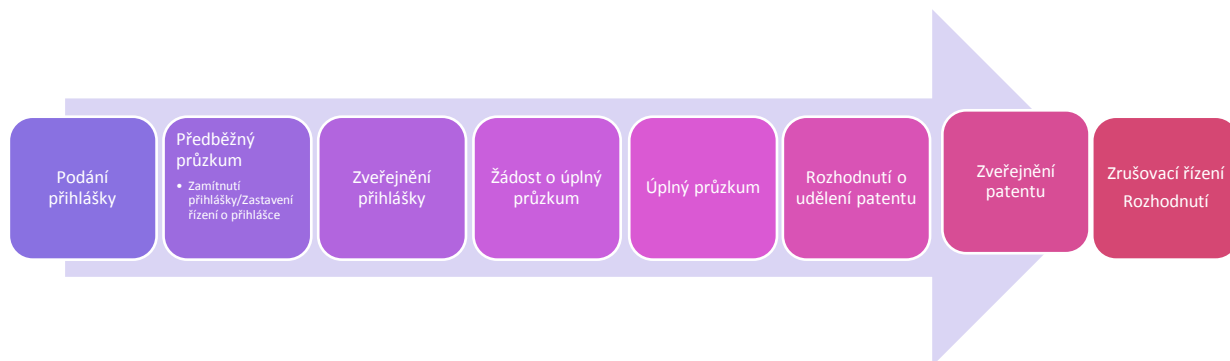 Podání
přihlášky
Předběžný
průzkum
• Zamítnutí
přihlášky/Zastavení
řízení o přihlášce
Zveřejnění
přihlášky
Žádost o úplný
průzkum
Úplný průzkum
Rozhodnutí o
udělení patentu
Zveřejnění
patentu
Zrušovací řízení
Rozhodnutí